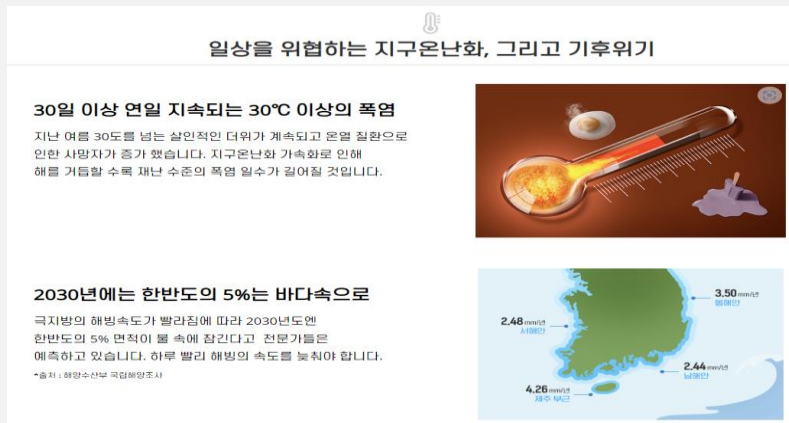 일상을 위협하는 지구온난화, 그리고 기후위기
30일 이상 연일 지속되는 30℃ 이상의 폭염
지난 여름 30도를 넘는 살인적인 더위가 계속되고 온열 질환으로
인한 사망자가 증가 했습니다. 지구온난화 가속화로 인해
해를 거듭할 수록 재난 수준의 폭염 일수가 길어질 것입니다.
2030년에는 한반도의 5%는 바다속으로
극지방의 해빙속도가 빨라짐에 따라 2030년도엔
한반도의 5% 면적이 물 속에 잠긴다고 전문가들은
예측하고 있습니다. 하루 빨리 해빙의 속도를 늦춰야 합니다.
*출처 : 해양수산부 국립해양조사
3.50 mm/년
동해안
2.48 mm/년
서해안
2.44 mm/년
남해안
4.26 mm/년
제주 부근